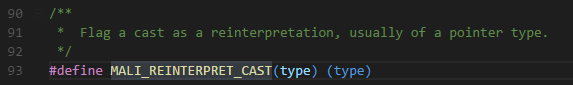 90 /**
91  *  Flag a cast as a reinterpretation, usually of a pointer type.
92  */
93 #define MALI_REINTERPRET_CAST(type) (type)